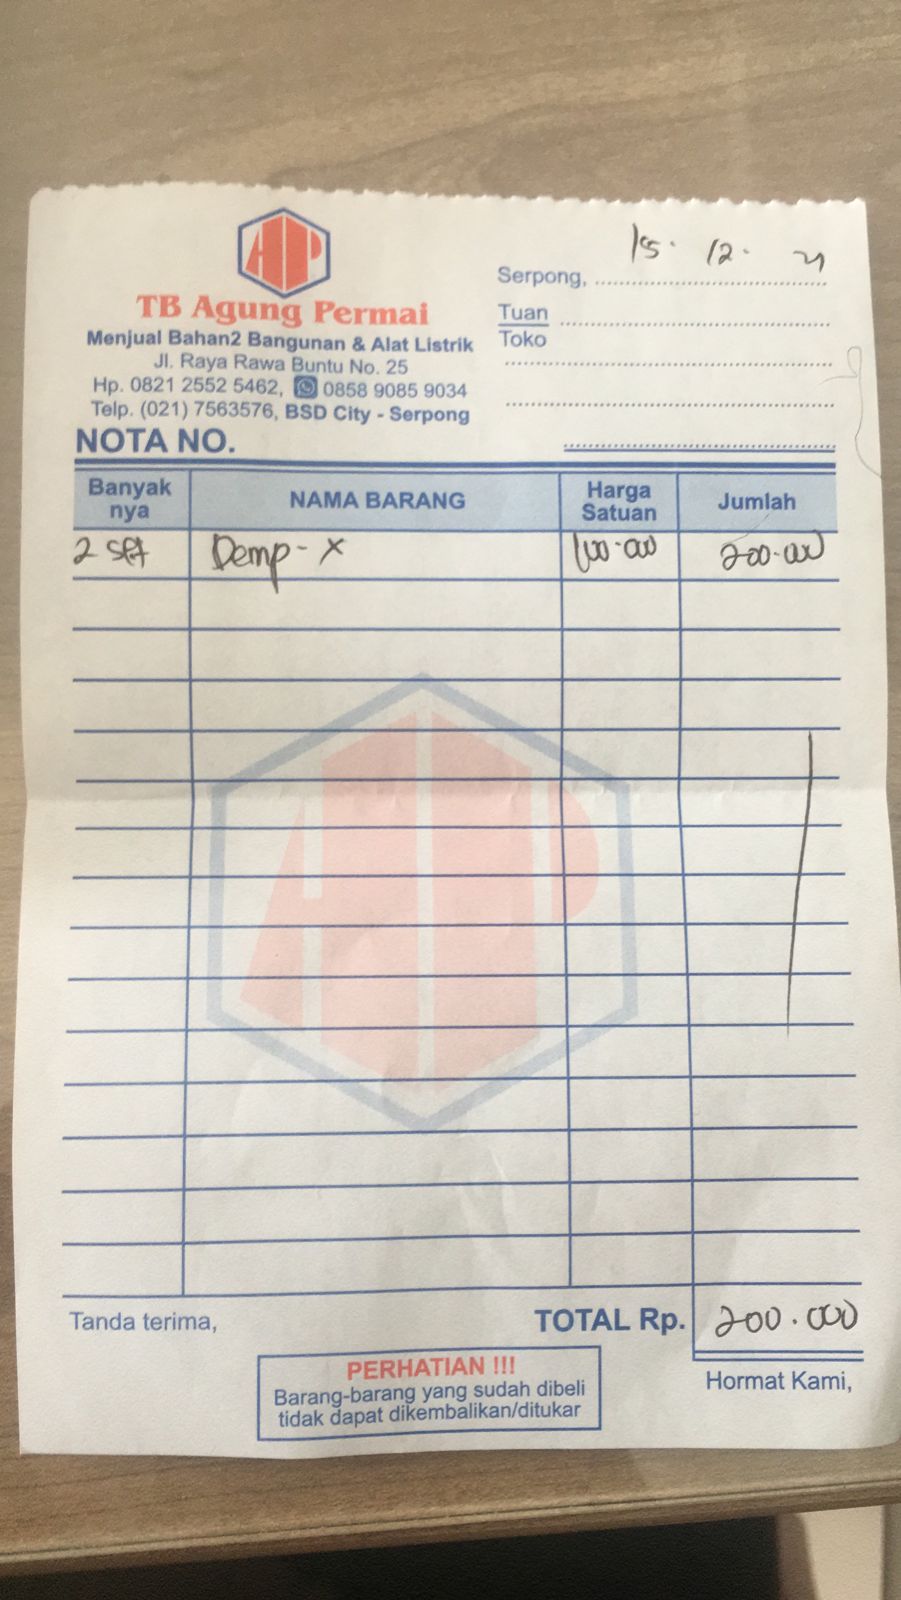 AP
TB Agung Permai
Menjual Bahan2 Bangunan & Alat Listrik
Jl. Raya Rawa Buntu No. 25
Hp. 0821 2552 5462, 0858 9085 9034
Telp. (021) 7563576, BSD City - Serpong
NOTA NO.
Serpong, 15 . 12 . 21
Tuan
Toko
Banyak nya NAMA BARANG Harga Satuan Jumlah
2 set Demp-X 100.000 200.000
AP
Tanda terima, TOTAL Rp. 200.000
PERHATIAN !!!
Barang-barang yang sudah dibeli
tidak dapat dikembalikan/ditukar
Hormat Kami,